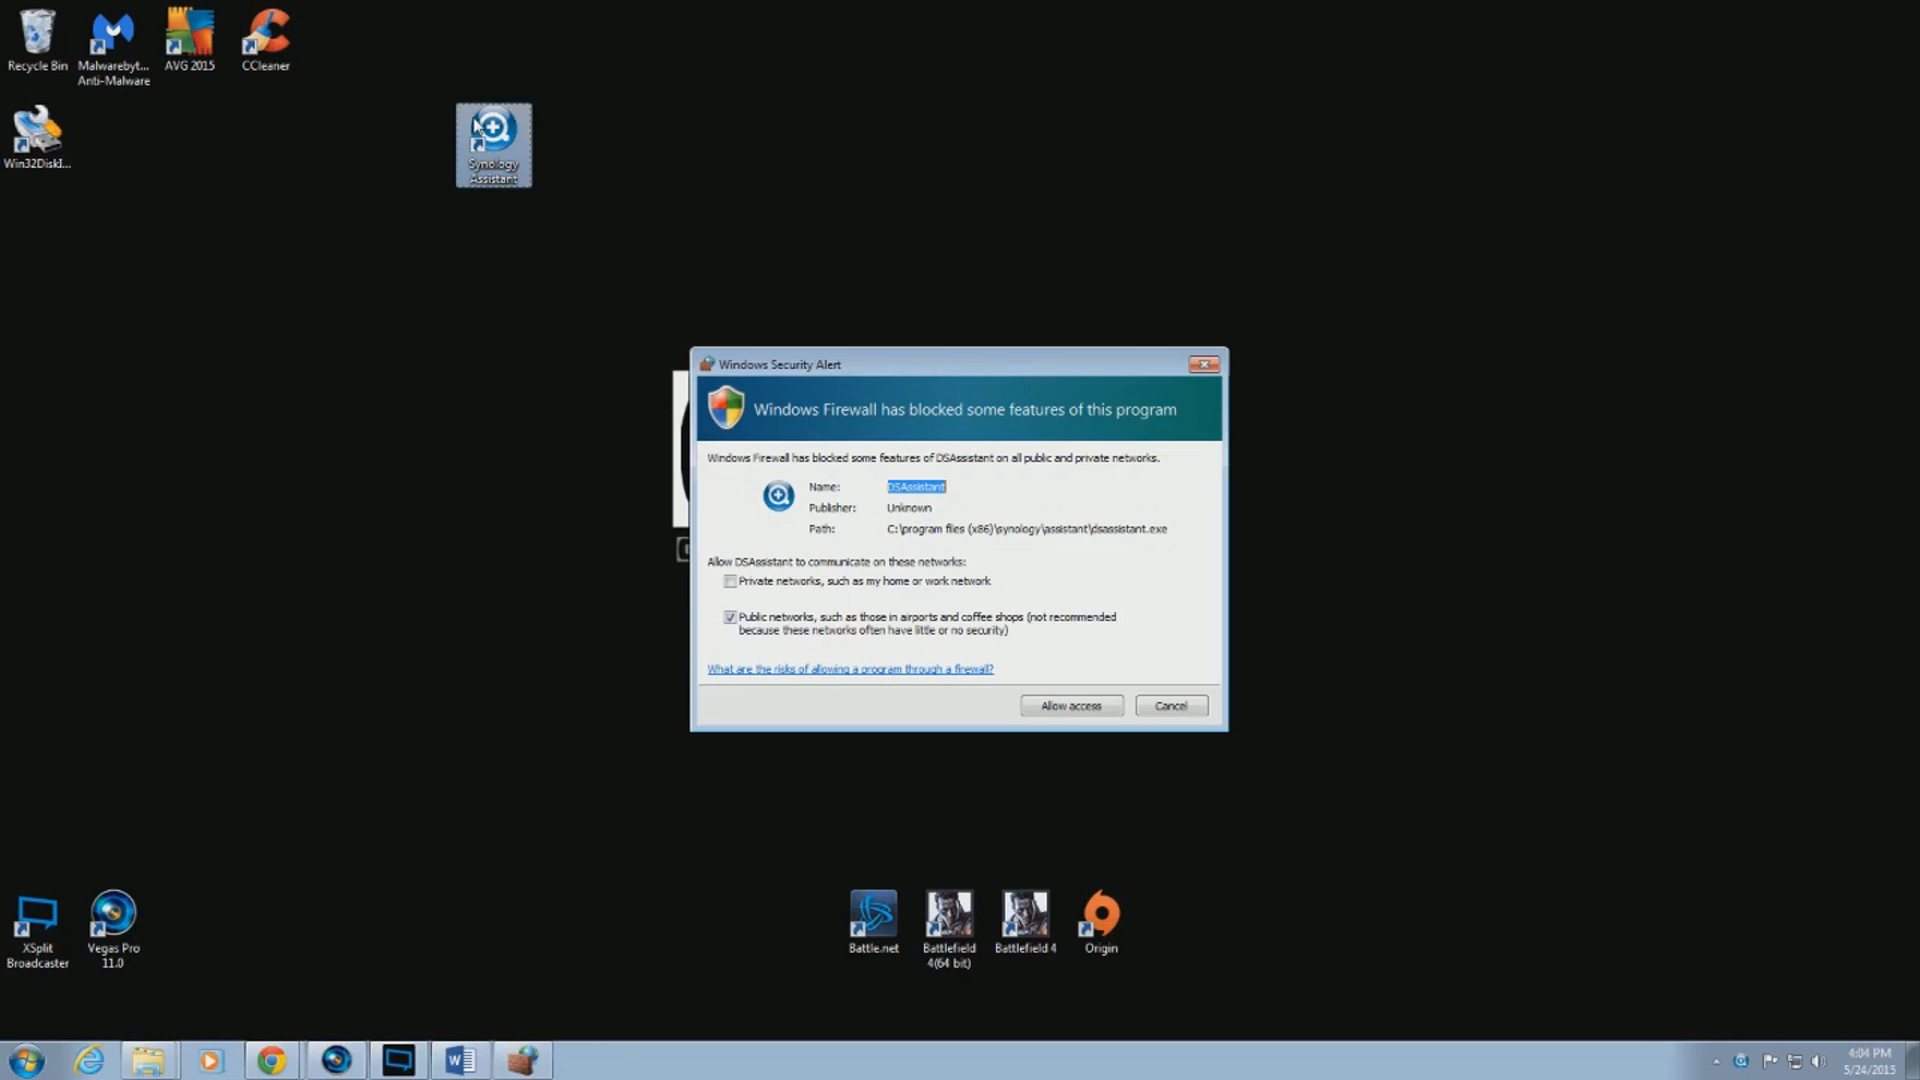 Recycle Bin
Malwarebyt...
Anti-Malware
AVG 2015
CCleaner
Win32DiskI...
Synology
Assistant
Windows Security Alert
Windows Firewall has blocked some features of this program
Windows Firewall has blocked some features of DSAssistant on all public and private networks.
Name: DSAssistant
Publisher: Unknown
Path: C:\program files (x86)\synology\assistant\dsassistant.exe
Allow DSAssistant to communicate on these networks:
Private networks, such as my home or work network
Public networks, such as those in airports and coffee shops (not recommended
because these networks often have little or no security)
What are the risks of allowing a program through a firewall?
Allow access
Cancel
XSplit
Broadcaster
Vegas Pro
11.0
Battle.net
Battlefield
4(64 bit)
Battlefield 4
Origin
4:04 PM
5/24/2015